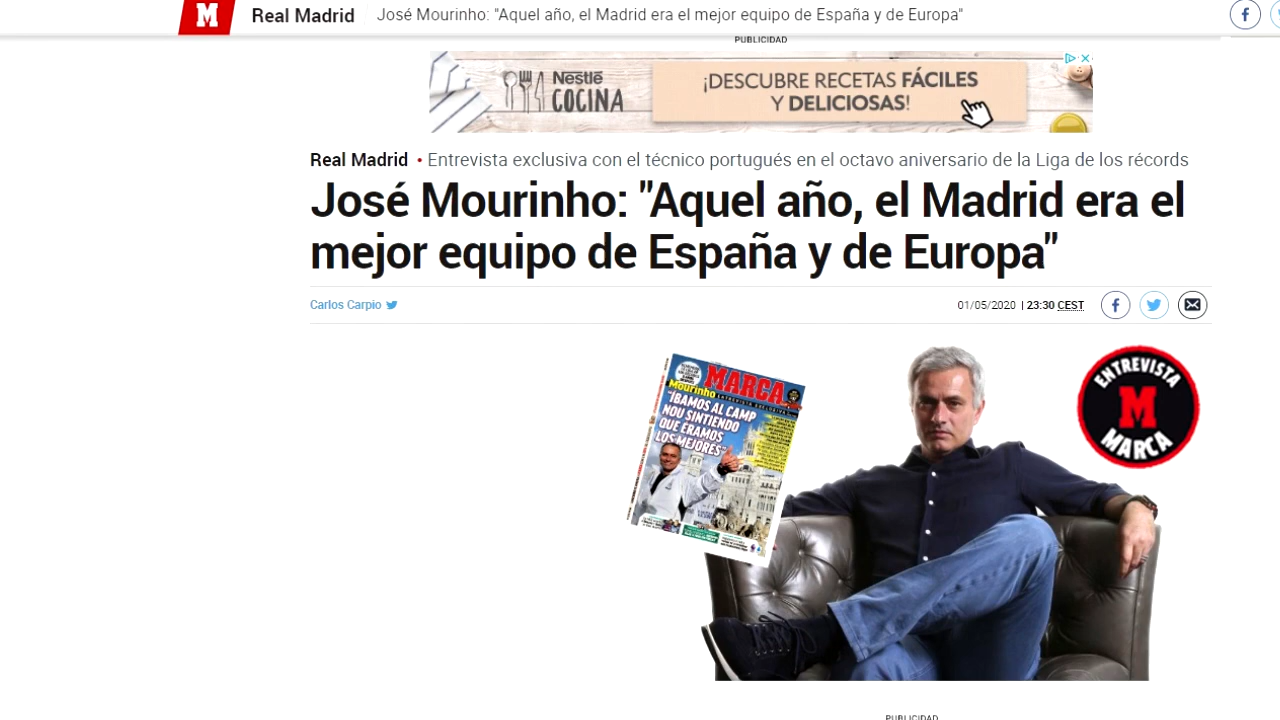 M Real Madrid José Mourinho: "Aquel año, el Madrid era el mejor equipo de España y de Europa"
PUBLICIDAD
Nestlé
COCINA
¡DESCUBRE RECETAS FÁCILES
Y DELICIOSAS!
Real Madrid • Entrevista exclusiva con el técnico portugués en el octavo aniversario de la Liga de los récords
José Mourinho: "Aquel año, el Madrid era el
mejor equipo de España y de Europa"
Carlos Carpio
01/05/2020 | 23:30 CEST
MARCA
Mourinho ENTREVISTA EXCLUSIVA
"ÍBAMOS AL CAMP
NOU SINTIENDO
QUE ÉRAMOS
LOS MEJORES"
ENTREVISTA
M
MARCA
PUBLICIDAD